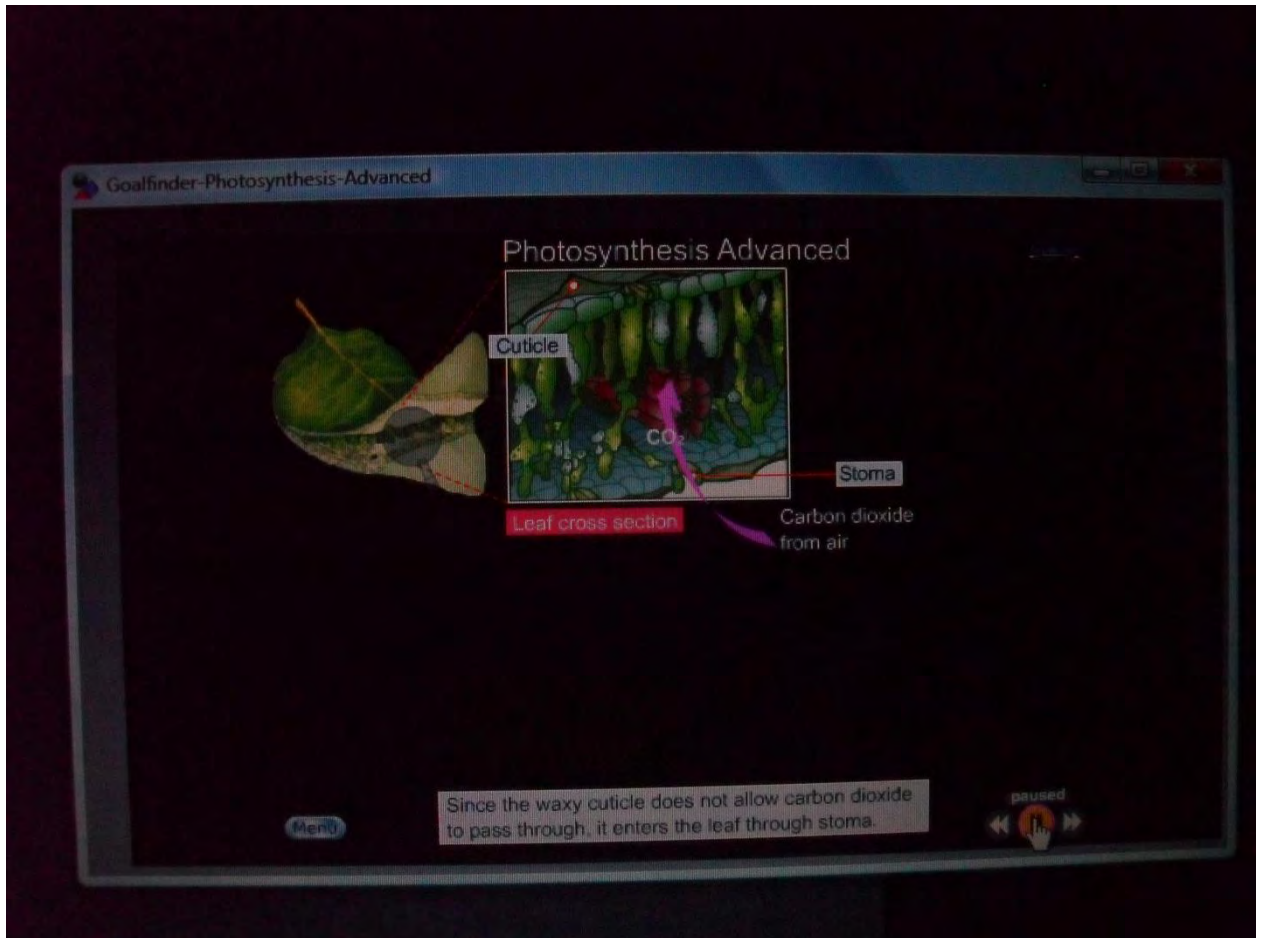 Goalfinder-Photosynthesis-Advanced
Photosynthesis Advanced
Cuticle
CO₂
Stoma
Leaf cross section
Carbon dioxide
from air
Since the waxy cuticle does not allow carbon dioxide
to pass through, it enters the leaf through stoma.
Menu
paused